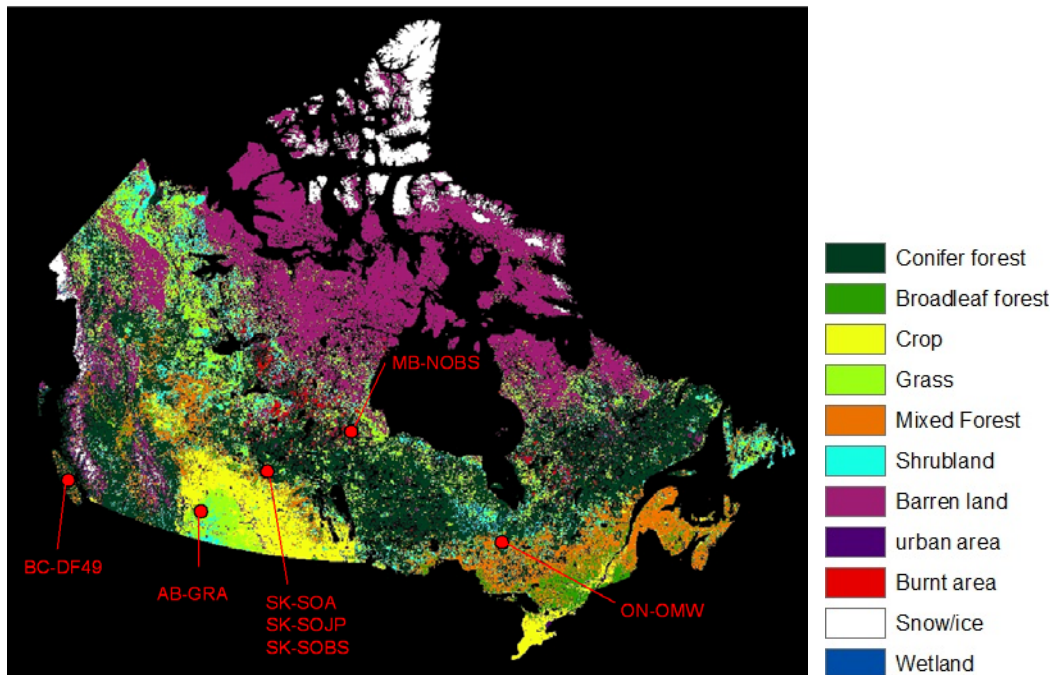 MB-NOBS
BC-DF49
AB-GRA
SK-SOA
SK-SOJP
SK-SOBS
ON-OMW
Conifer forest
Broadleaf forest
Crop
Grass
Mixed Forest
Shrubland
Barren land
urban area
Burnt area
Snow/ice
Wetland